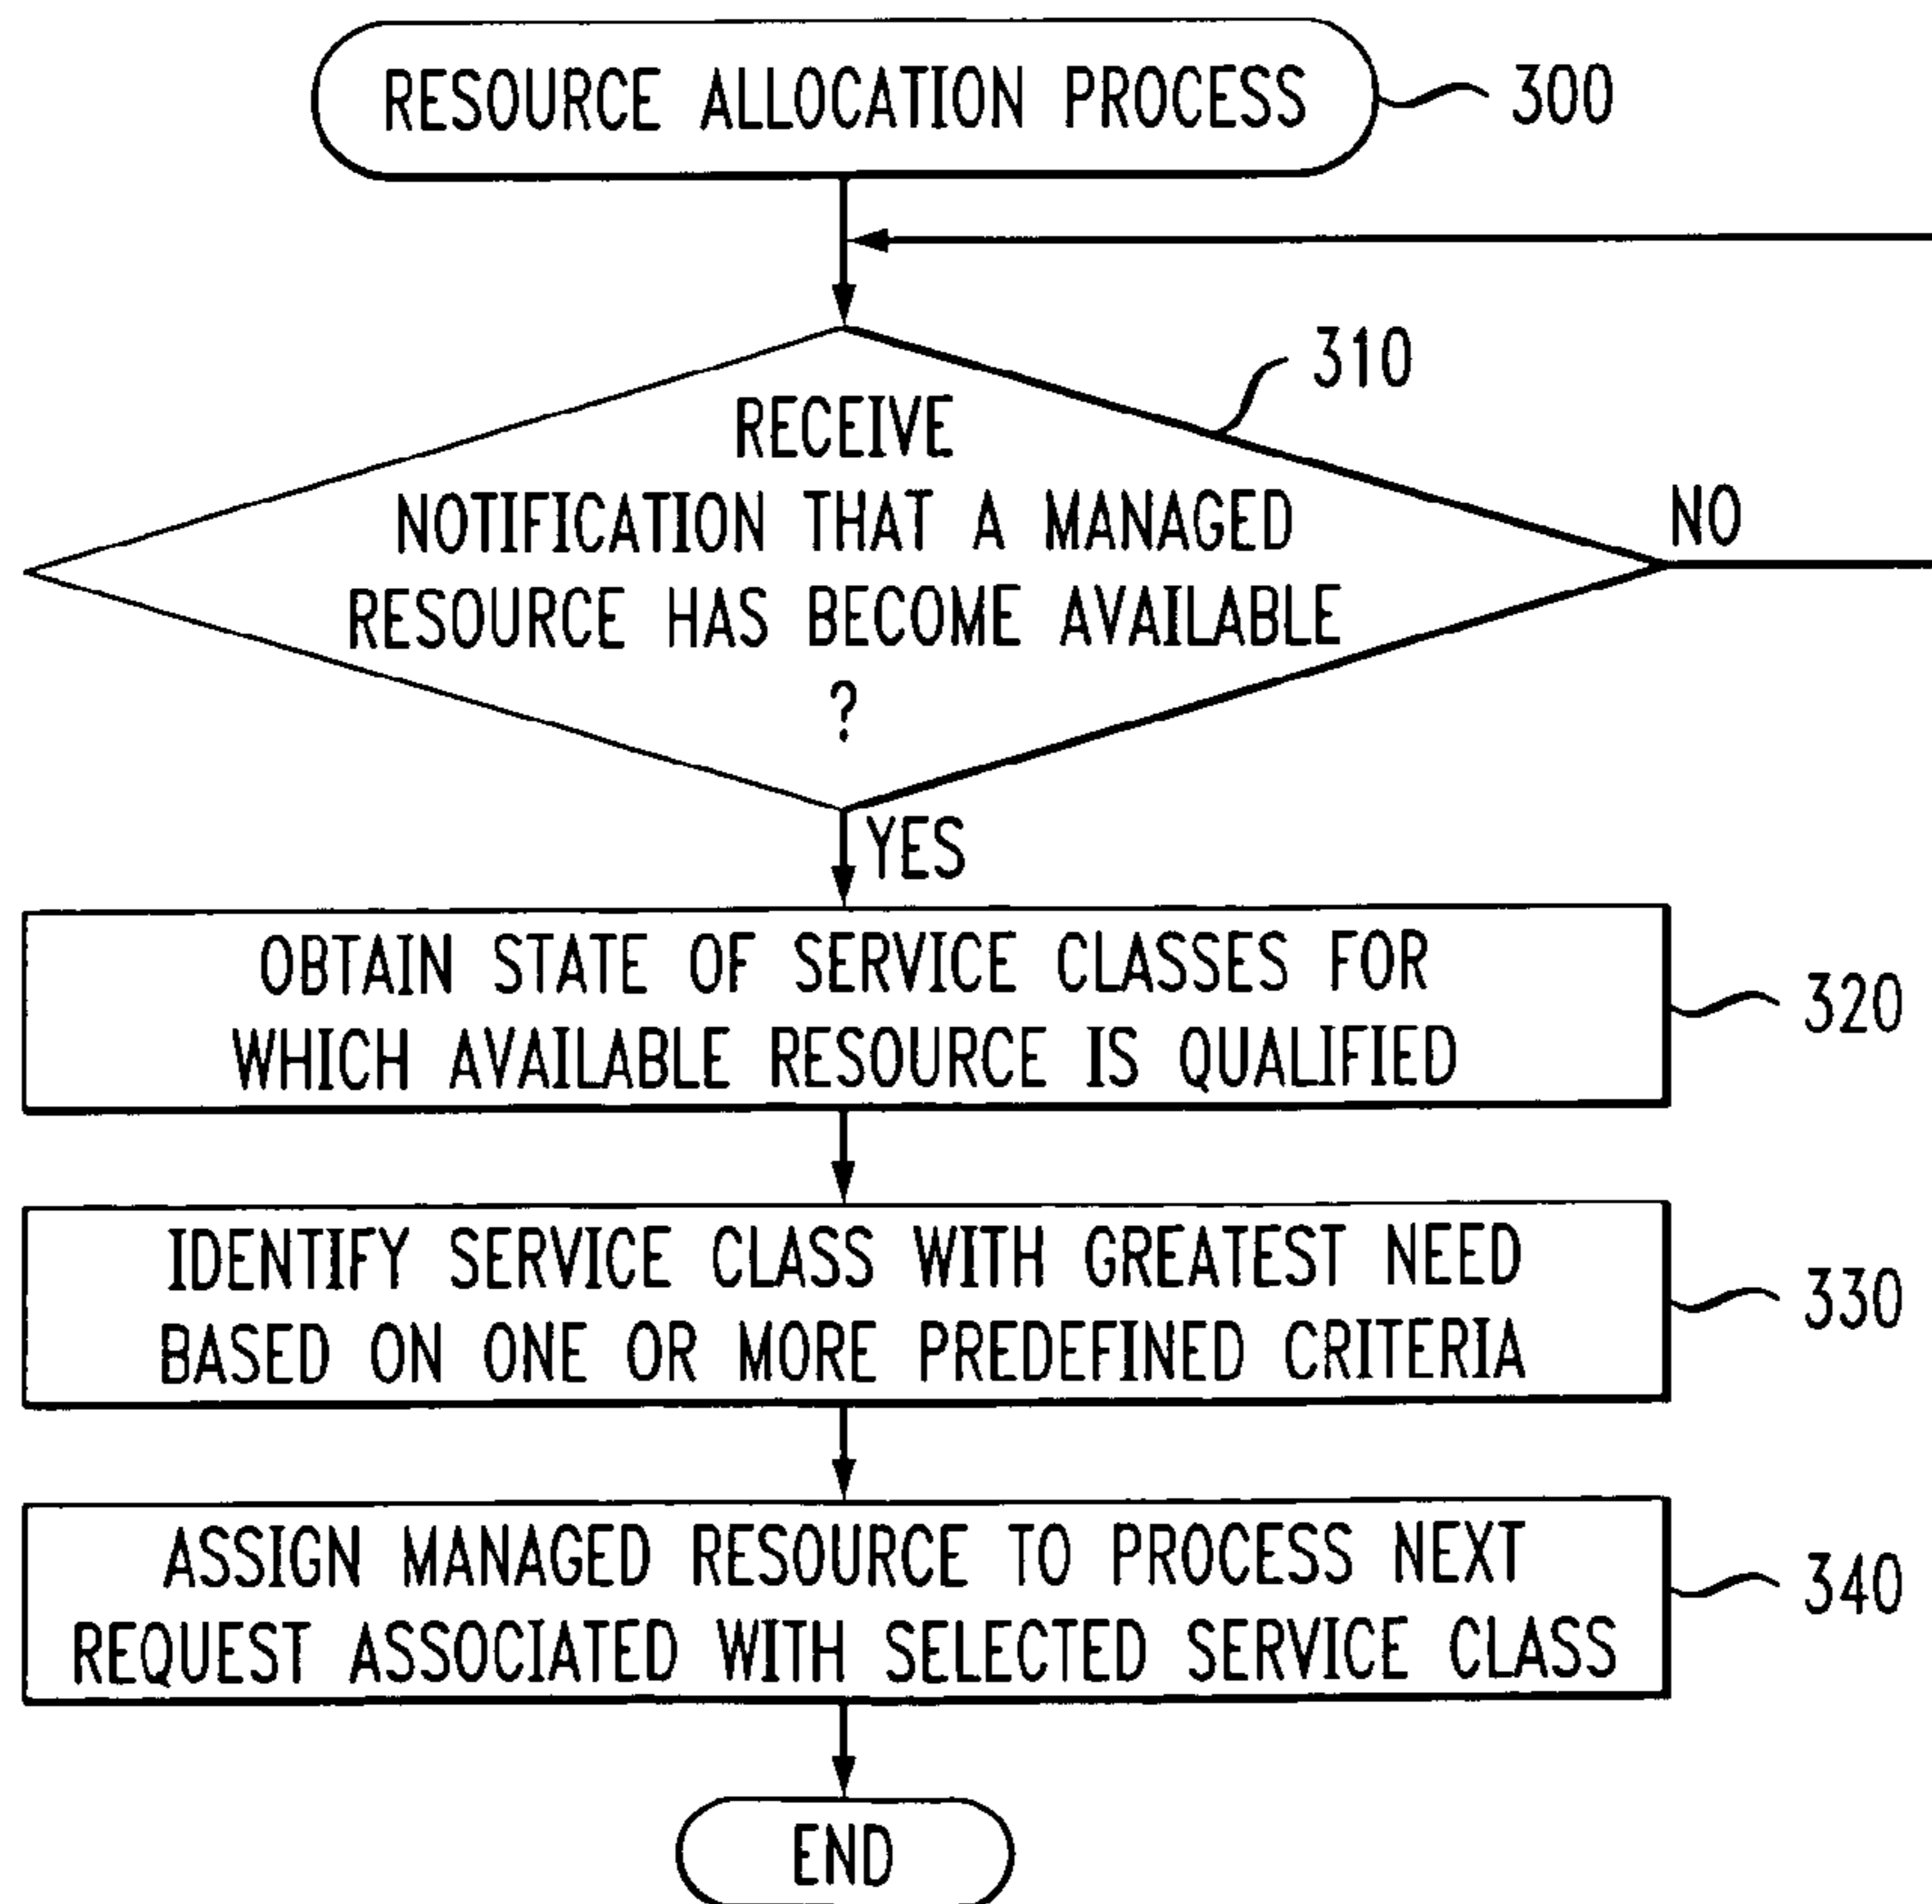 RESOURCE ALLOCATION PROCESS
300
310
RECEIVE
NOTIFICATION THAT A MANAGED
RESOURCE HAS BECOME AVAILABLE
?
NO
YES
OBTAIN STATE OF SERVICE CLASSES FOR
WHICH AVAILABLE RESOURCE IS QUALIFIED
320
IDENTIFY SERVICE CLASS WITH GREATEST NEED
BASED ON ONE OR MORE PREDEFINED CRITERIA
330
ASSIGN MANAGED RESOURCE TO PROCESS NEXT
REQUEST ASSOCIATED WITH SELECTED SERVICE CLASS
340
END